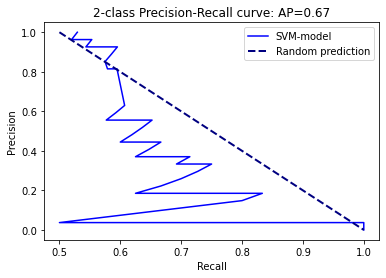 2-class Precision-Recall curve: AP=0.67
SVM-model
Random prediction
Precision
1.0
0.8
0.6
0.4
0.2
0.0
0.5 0.6 0.7 0.8 0.9 1.0
Recall